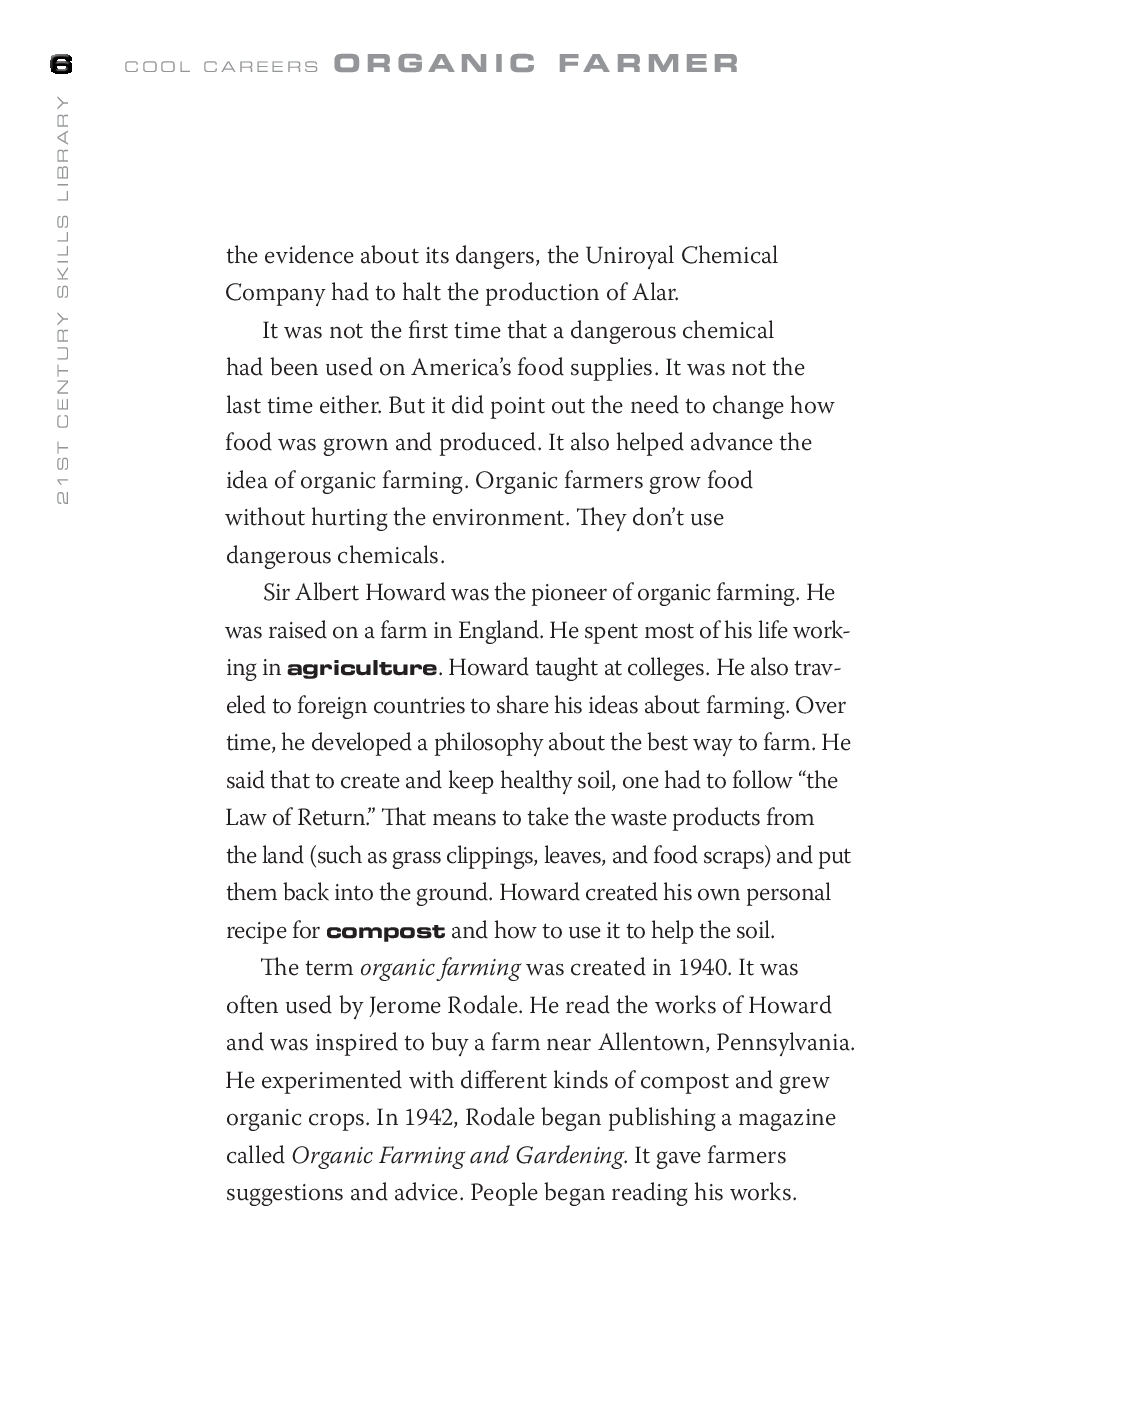 6 COOL CAREERS ORGANIC FARMER
21ST CENTURY SKILLS LIBRARY
the evidence about its dangers, the Uniroyal Chemical
Company had to halt the production of Alar.
It was not the first time that a dangerous chemical
had been used on America’s food supplies. It was not the
last time either. But it did point out the need to change how
food was grown and produced. It also helped advance the
idea of organic farming. Organic farmers grow food
without hurting the environment. They don’t use
dangerous chemicals.
Sir Albert Howard was the pioneer of organic farming. He
was raised on a farm in England. He spent most of his life work-
ing in agriculture. Howard taught at colleges. He also trav-
eled to foreign countries to share his ideas about farming. Over
time, he developed a philosophy about the best way to farm. He
said that to create and keep healthy soil, one had to follow “the
Law of Return.” That means to take the waste products from
the land (such as grass clippings, leaves, and food scraps) and put
them back into the ground. Howard created his own personal
recipe for compost and how to use it to help the soil.
The term organic farming was created in 1940. It was
often used by Jerome Rodale. He read the works of Howard
and was inspired to buy a farm near Allentown, Pennsylvania.
He experimented with different kinds of compost and grew
organic crops. In 1942, Rodale began publishing a magazine
called Organic Farming and Gardening. It gave farmers
suggestions and advice. People began reading his works.